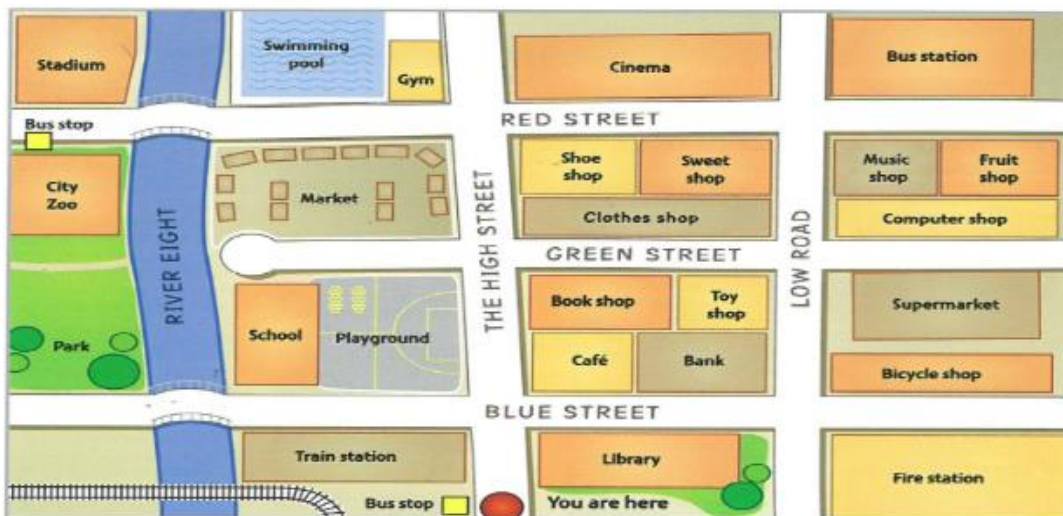 Stadium
Swimming
pool
Gym
Cinema
Bus station
Bus stop
RED STREET
City
Zoo
Market
Shoe
shop
Sweet
shop
Music
shop
Fruit
shop
Clothes shop
Computer shop
RIVER EIGHT
THE HIGH STREET
GREEN STREET
LOW ROAD
Park
School
Playground
Book shop
Toy
shop
Supermarket
Café
Bank
Bicycle shop
BLUE STREET
Train station
Library
Fire station
Bus stop
You are here